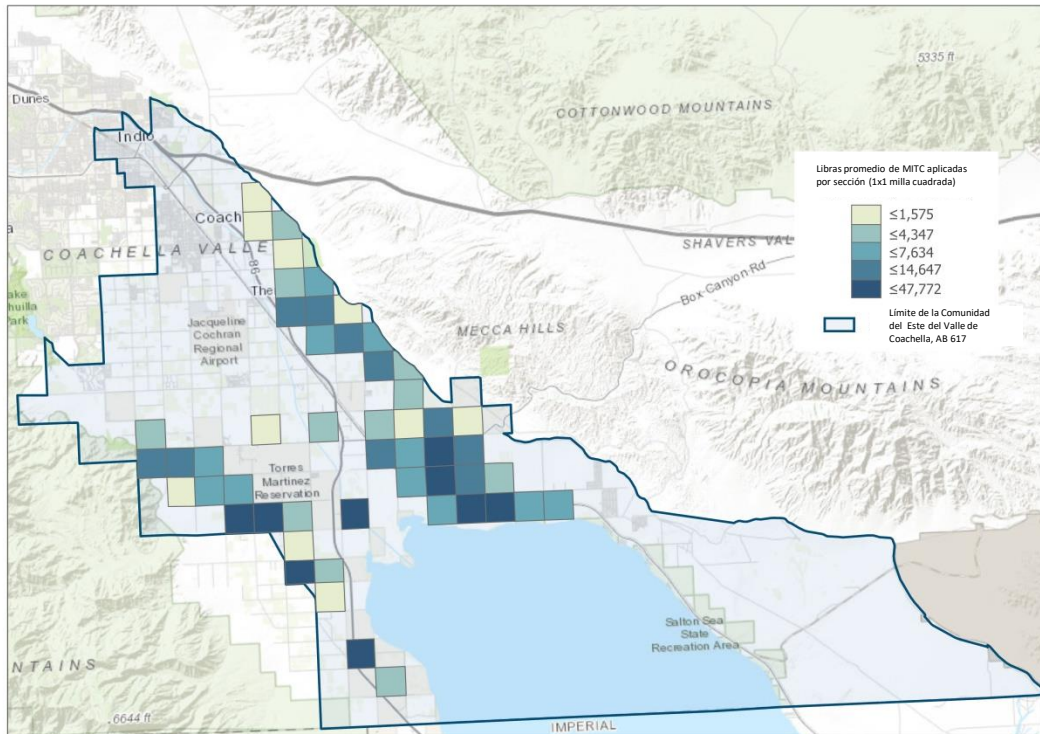 5335 ft
Dunes
COTTONWOOD MOUNTAINS
Indio
Libras promedio de MITC aplicadas
por sección (1x1 milla cuadrada)
≤1,575
≤4,347
≤7,634
≤14,647
≤47,772
Límite de la Comunidad
del Este del Valle de
Coachella, AB 617
Coach
a
COACHELLA VALLE
SHAVERS VAL
86
The
Box Canyon Rd
ake
huilla
Park
Jacqueline
Cochran
Regional
Airport
MECCA HILLS
OROCOPIA MOUNTAINS
Torres
Martinez
Reservation
Salton Sea
State
Recreation Area
NTAINS
6644 ft
IMPERIAL